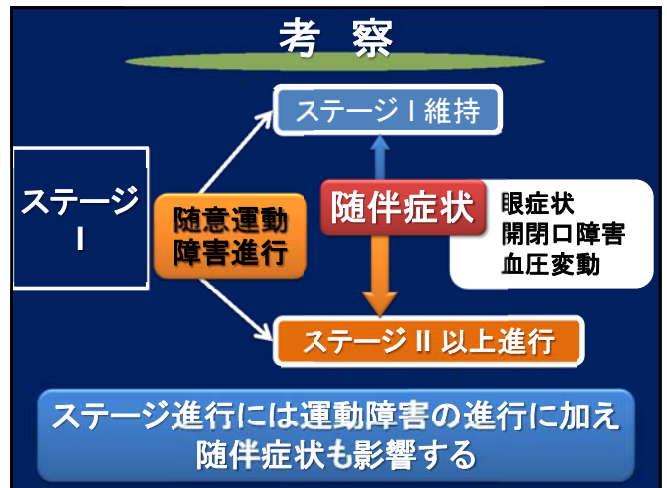 考 察
ステージ I 維持
ステージ
I
随意運動
障害進行
随伴症状
眼症状
開閉口障害
血圧変動
ステージ II 以上進行
ステージ進行には運動障害の進行に加え
随伴症状も影響する